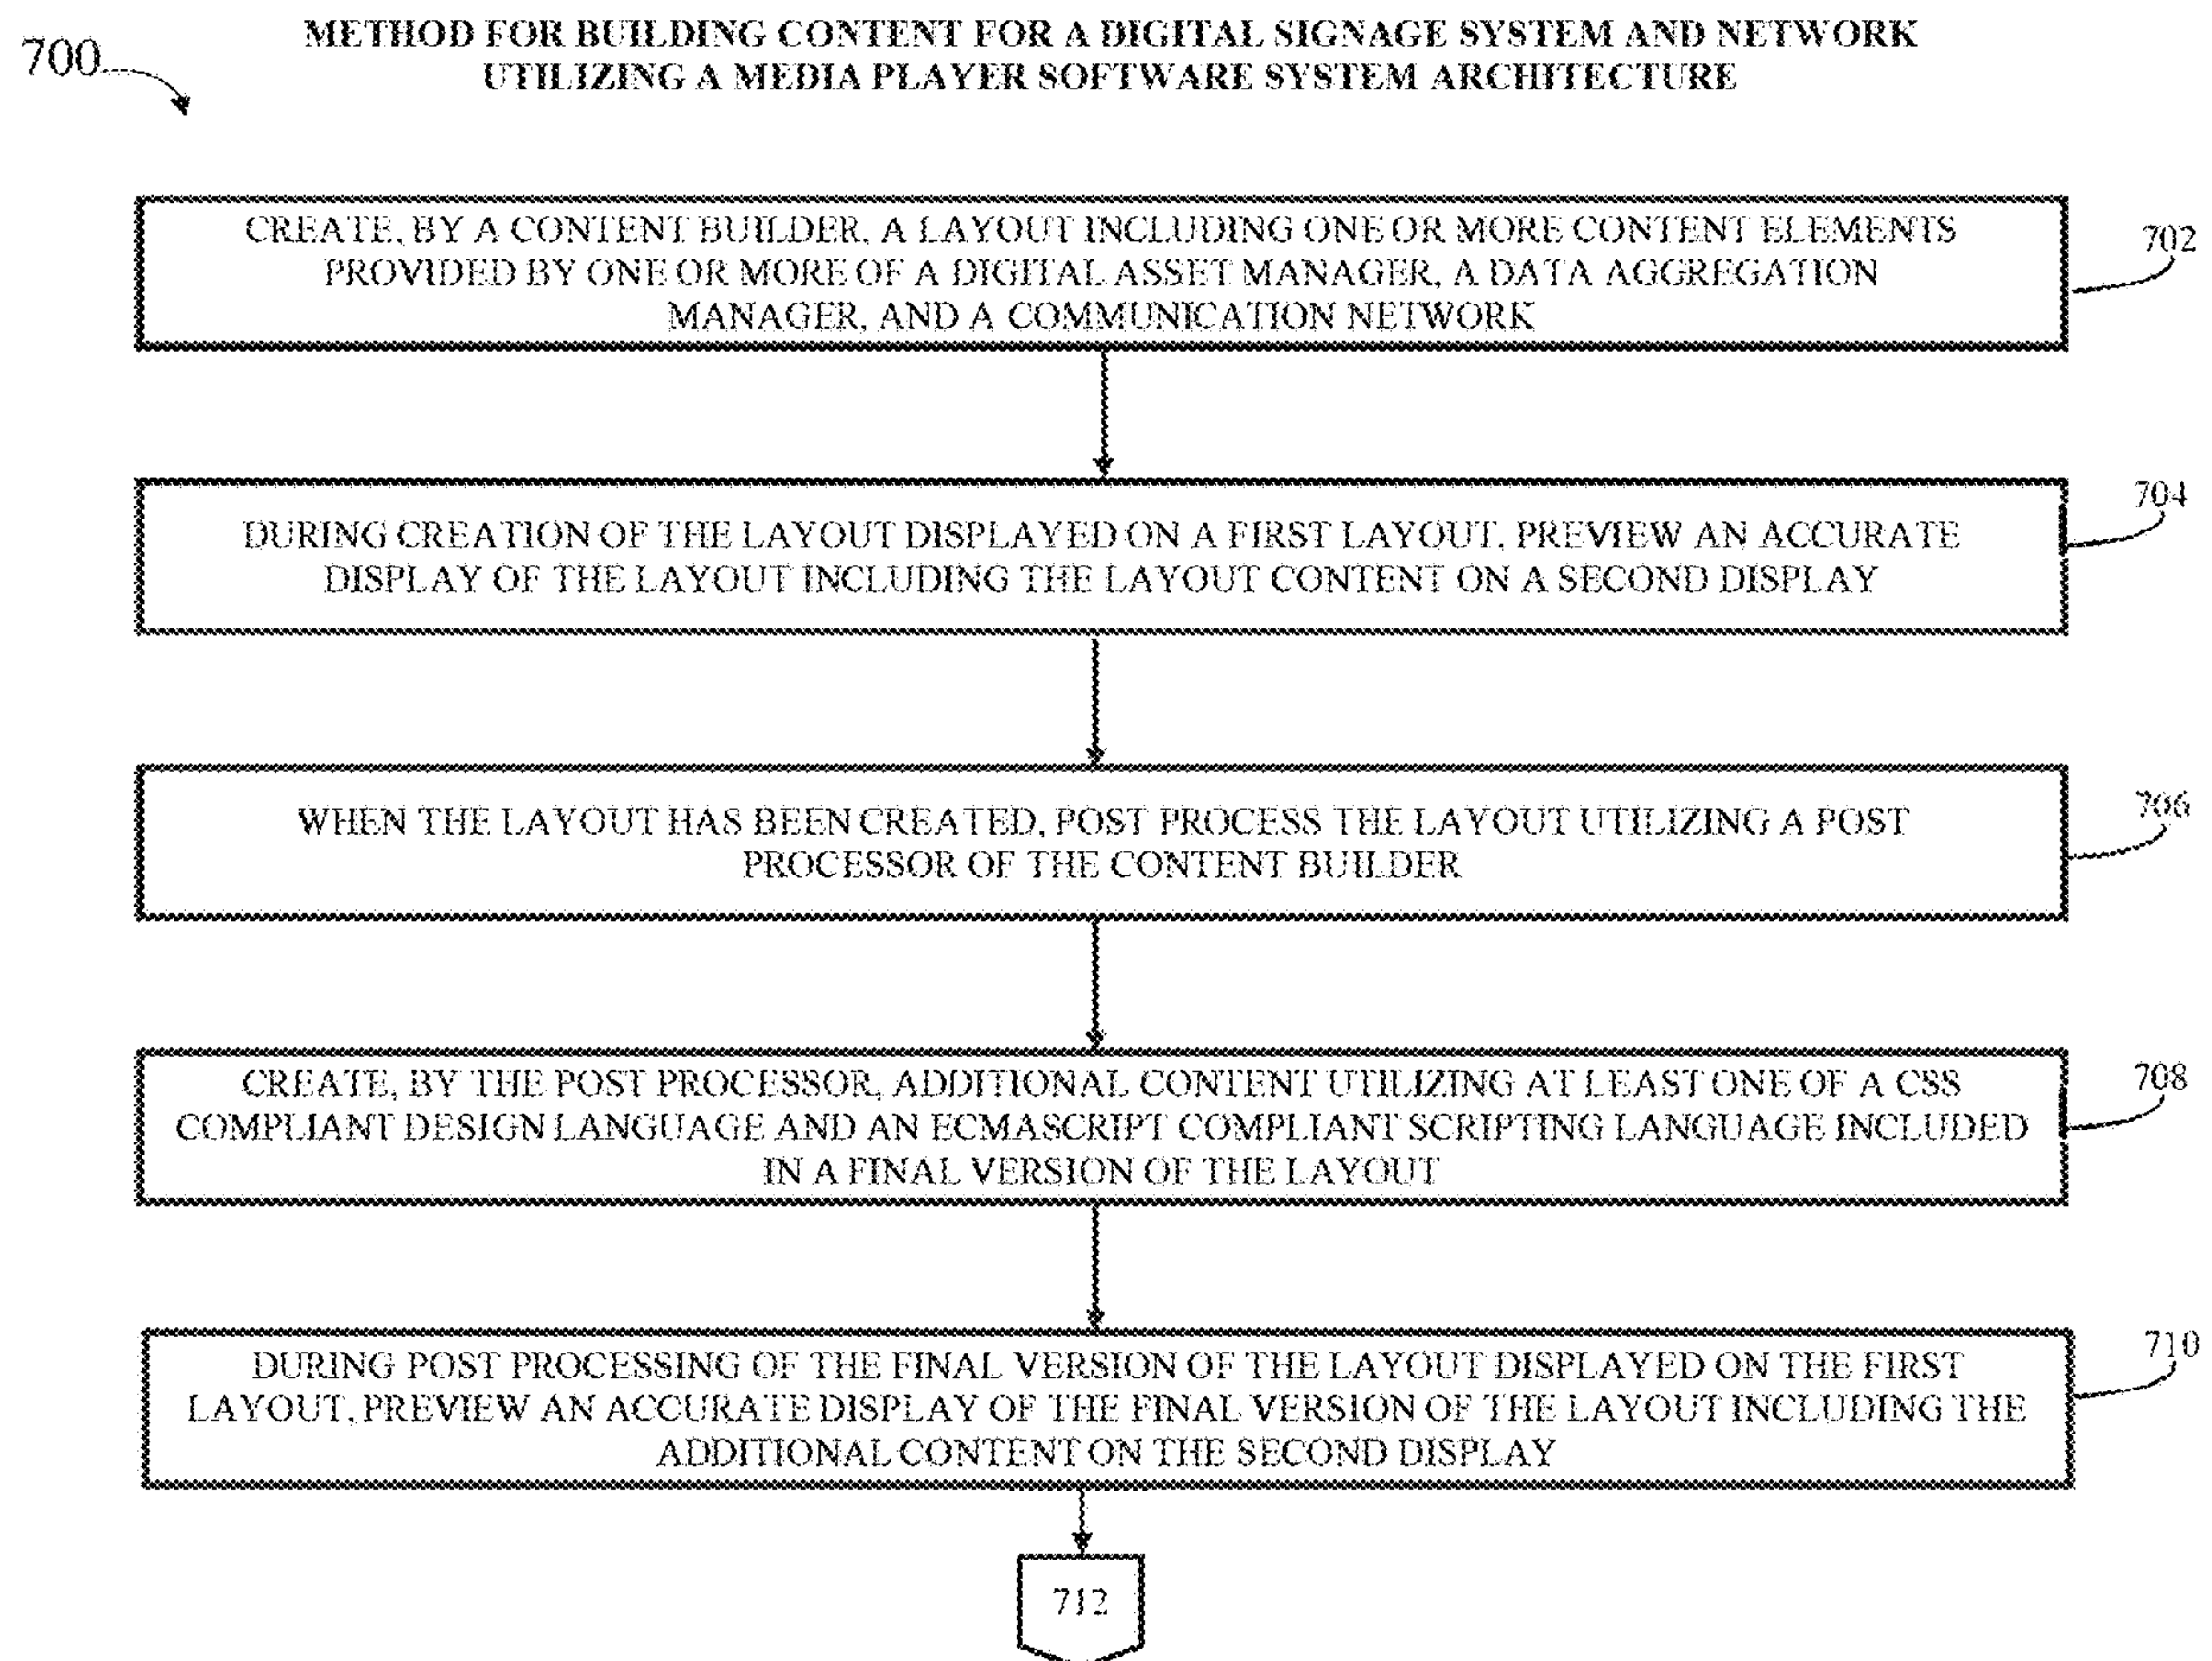 METHOD FOR BUILDING CONTENT FOR A DIGITAL SIGNAGE SYSTEM AND NETWORK
UTILIZING A MEDIA PLAYER SOFTWARE SYSTEM ARCHITECTURE
700
CREATE, BY A CONTENT BUILDER, A LAYOUT INCLUDING ONE OR MORE CONTENT ELEMENTS
PROVIDED BY ONE OR MORE OF A DIGITAL ASSET MANAGER, A DATA AGGREGATION
MANAGER, AND A COMMUNICATION NETWORK
702
DURING CREATION OF THE LAYOUT DISPLAYED ON A FIRST LAYOUT, PREVIEW AN ACCURATE
DISPLAY OF THE LAYOUT INCLUDING THE LAYOUT CONTENT ON A SECOND DISPLAY
704
WHEN THE LAYOUT HAS BEEN CREATED, POST PROCESS THE LAYOUT UTILIZING A POST
PROCESSOR OF THE CONTENT BUILDER
706
CREATE, BY THE POST PROCESSOR, ADDITIONAL CONTENT UTILIZING AT LEAST ONE OF A CSS
COMPLIANT DESIGN LANGUAGE AND AN ECMASCRIPT COMPLIANT SCRIPTING LANGUAGE INCLUDED
IN A FINAL VERSION OF THE LAYOUT
708
DURING POST PROCESSING OF THE FINAL VERSION OF THE LAYOUT DISPLAYED ON THE FIRST
LAYOUT, PREVIEW AN ACCURATE DISPLAY OF THE FINAL VERSION OF THE LAYOUT INCLUDING THE
ADDITIONAL CONTENT ON THE SECOND DISPLAY
710
712